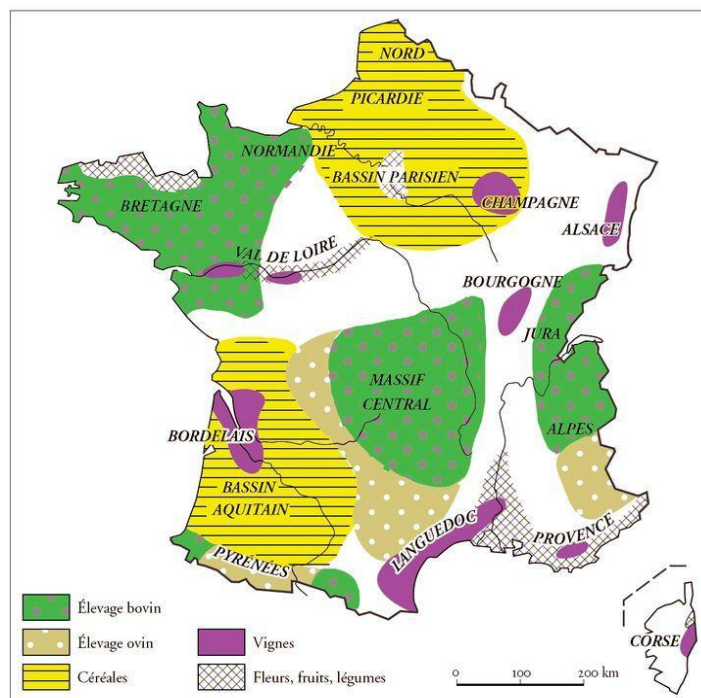 NORD
PICARDIE
NORMANDIE
BASSIN PARISIEN
CHAMPAGNE
BRETAGNE
ALSACE
VAL DE LOIRE
BOURGOGNE
JURA
MASSIF
CENTRAL
ALPES
BORDELAIS
BASSIN
AQUITAIN
LANGUEDOC
PROVENCE
PYRÉNÉES
CORSE
Élevage bovin
Élevage ovin
Céréales
Vignes
Fleurs, fruits, légumes
0 100 200 km